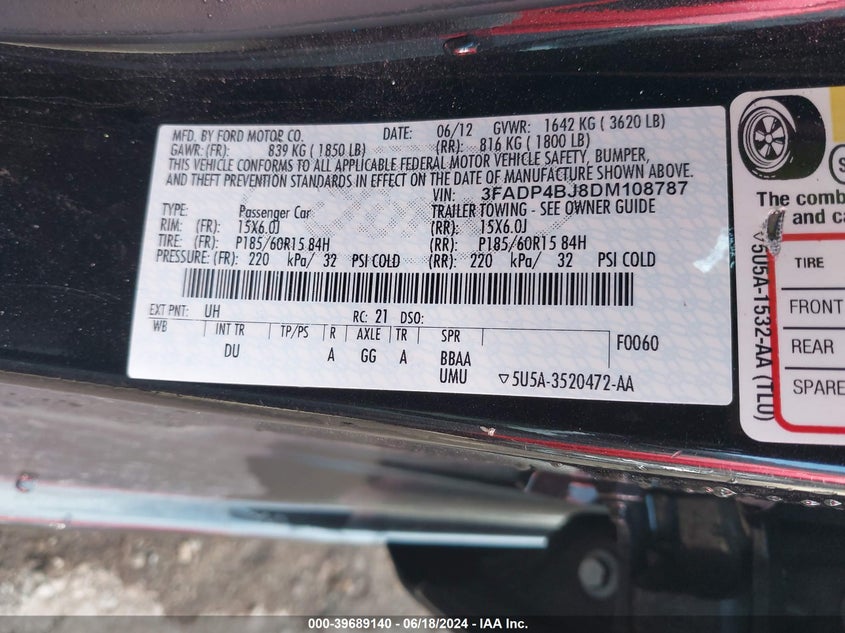 MFD. BY FORD MOTOR CO. DATE: 06/12 GVWR: 1642 KG ( 3620 LB)
GAWR: (FR): 839 KG ( 1850 LB) (RR): 816 KG ( 1800 LB)
THIS VEHICLE CONFORMS TO ALL APPLICABLE FEDERAL MOTOR VEHICLE SAFETY, BUMPER,
AND THEFT PREVENTION STANDARDS IN EFFECT ON THE DATE OF MANUFACTURE SHOWN ABOVE.
VIN: 3FADP4BJ8DM108787
TYPE: Passenger Car TRAILER TOWING - SEE OWNER GUIDE
RIM: (FR): 15X6.0J (RR): 15X6.0J
TIRE: (FR): P185/60R15 84H (RR): P185/60R15 84H
PRESSURE: (FR): 220 kPa/ 32 PSI COLD (RR): 220 kPa/ 32 PSI COLD
EXT PNT: UH RC: 21 DSO:
WB INT TR TP/PS R AXLE TR SPR F0060
DU A GG A BBAA
UMU ▽5U5A-3520472-AA
▽5U5A-1532-AA (TL0)
The comb
and ca
TIRE
FRONT
REAR
SPARE
000-39689140 - 06/18/2024 - IAA Inc.